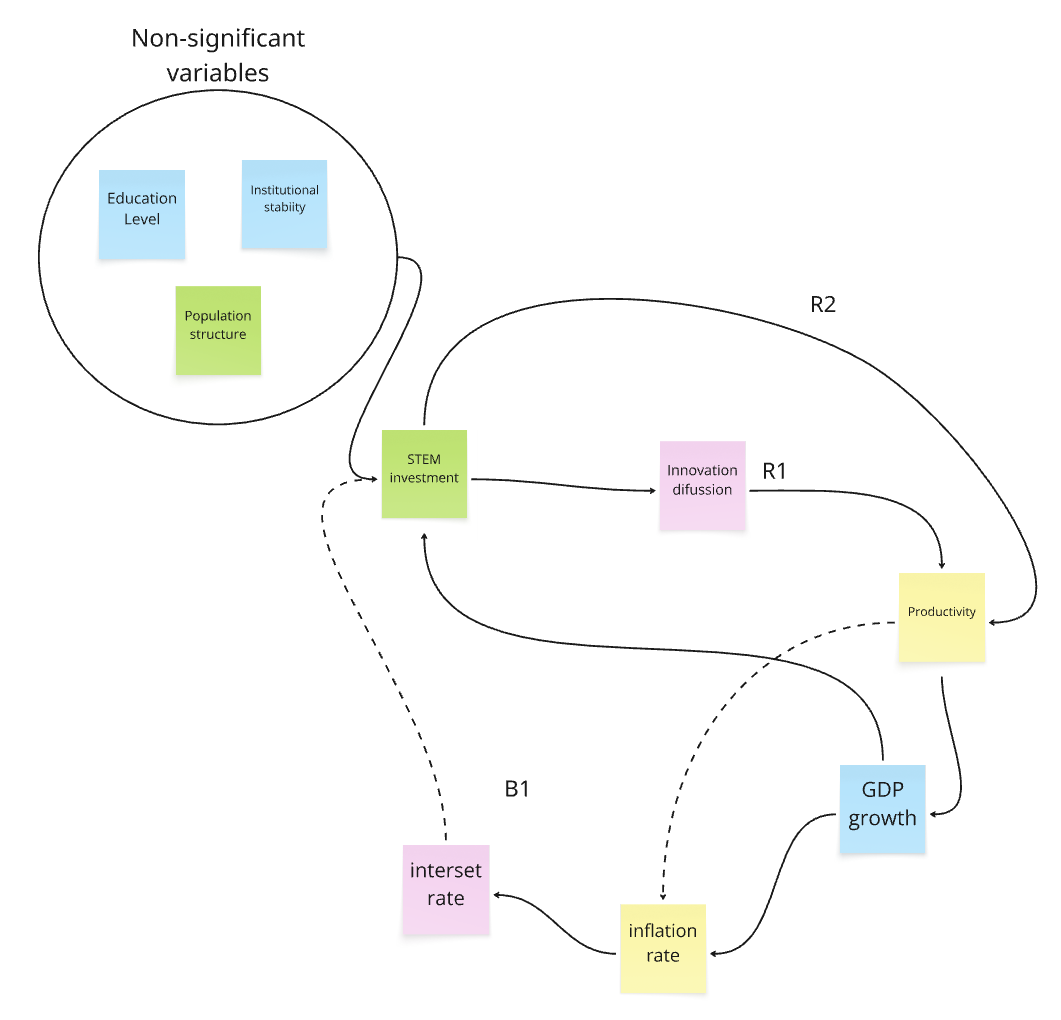 Non-significant
variables
Education
Level
Institutional
stabiity
Population
structure
R2
STEM
investment
Innovation
difussion
R1
Productivity
B1
GDP
growth
interset
rate
inflation
rate